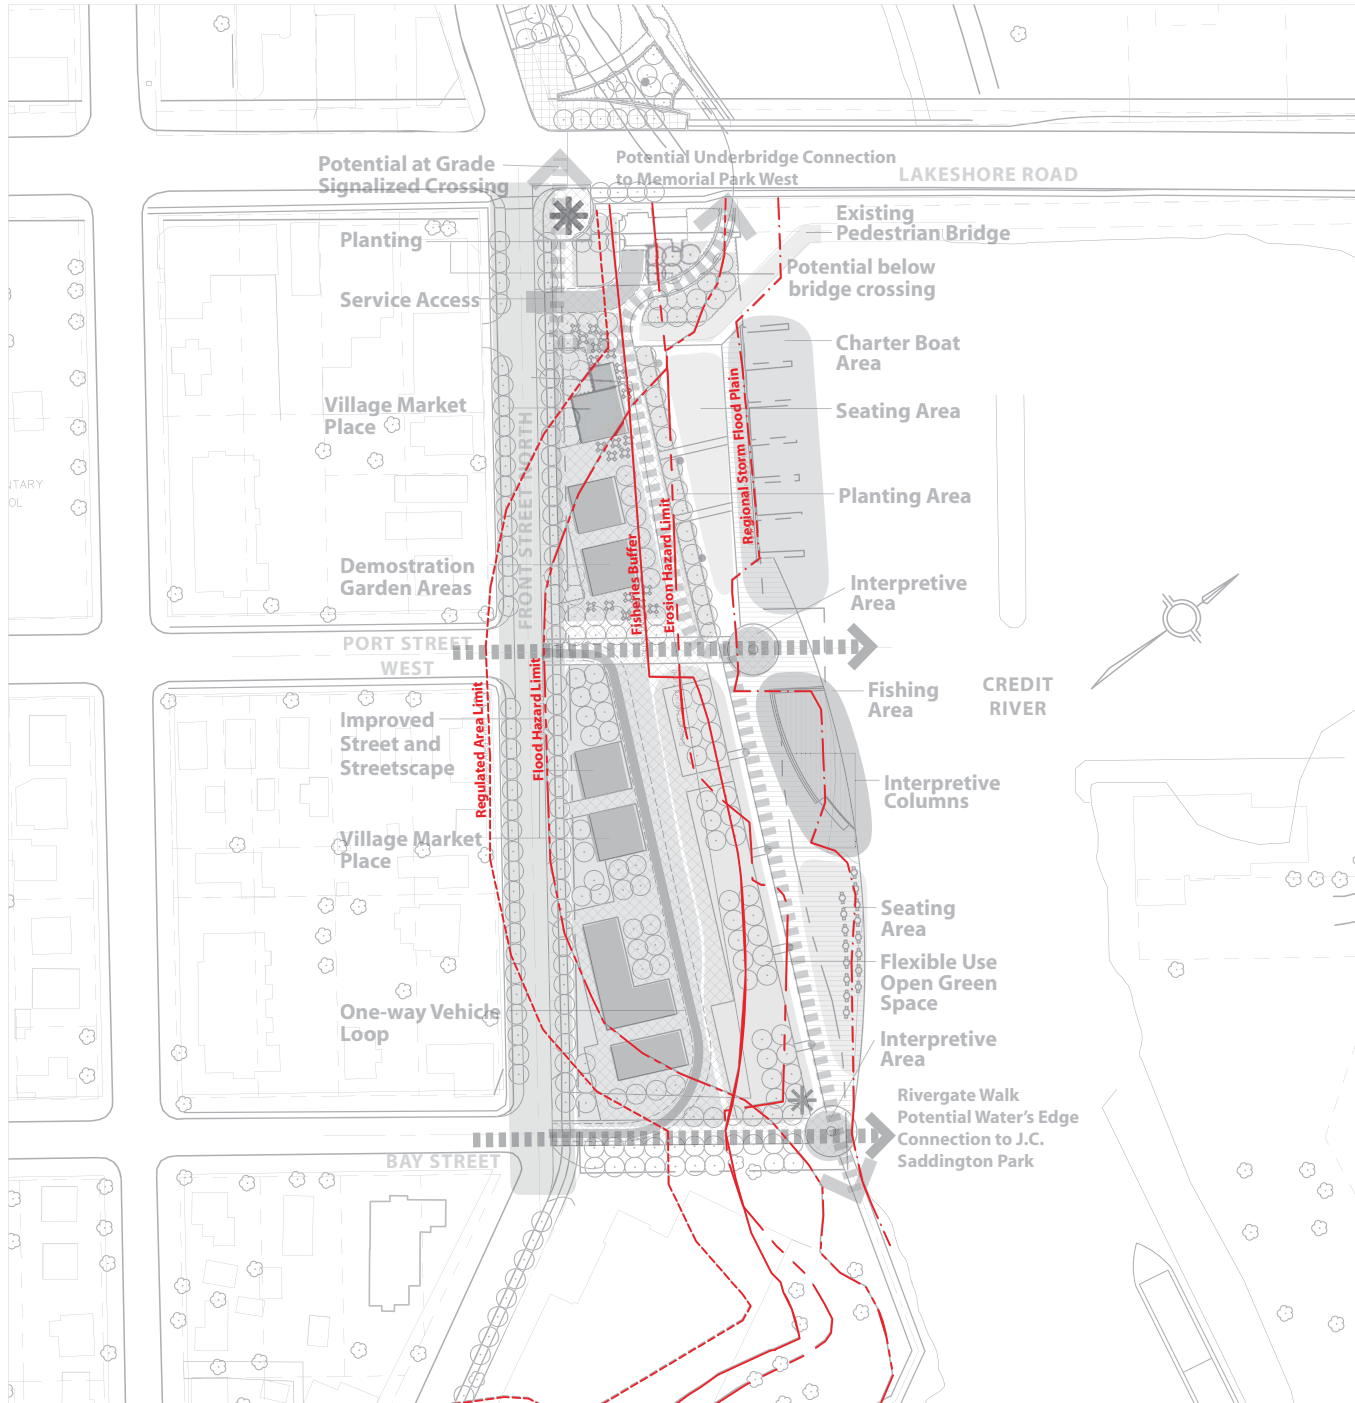 Potential at Grade
Signalized Crossing
Potential Underbridge Connection
to Memorial Park West
LAKESHORE ROAD
Planting
Existing
Pedestrian Bridge
Potential below
bridge crossing
Service Access
Charter Boat
Area
Village Market
Place
Seating Area
FRONT STREET NORTH
Regional Storm Flood Plain
NTARY
OL
Planting Area
Fisheries Buffer
Erosion Hazard Limit
Demostration
Garden Areas
Interpretive
Area
PORT STREET
WEST
Fishing
Area
CREDIT
RIVER
Regulated Area Limit
Flood Hazard Limit
Improved
Street and
Streetscape
Interpretive
Columns
Village Market
Place
Seating
Area
Flexible Use
Open Green
Space
One-way Vehicle
Loop
Interpretive
Area
Rivergate Walk
Potential Water's Edge
Connection to J.C.
Saddington Park
BAY STREET